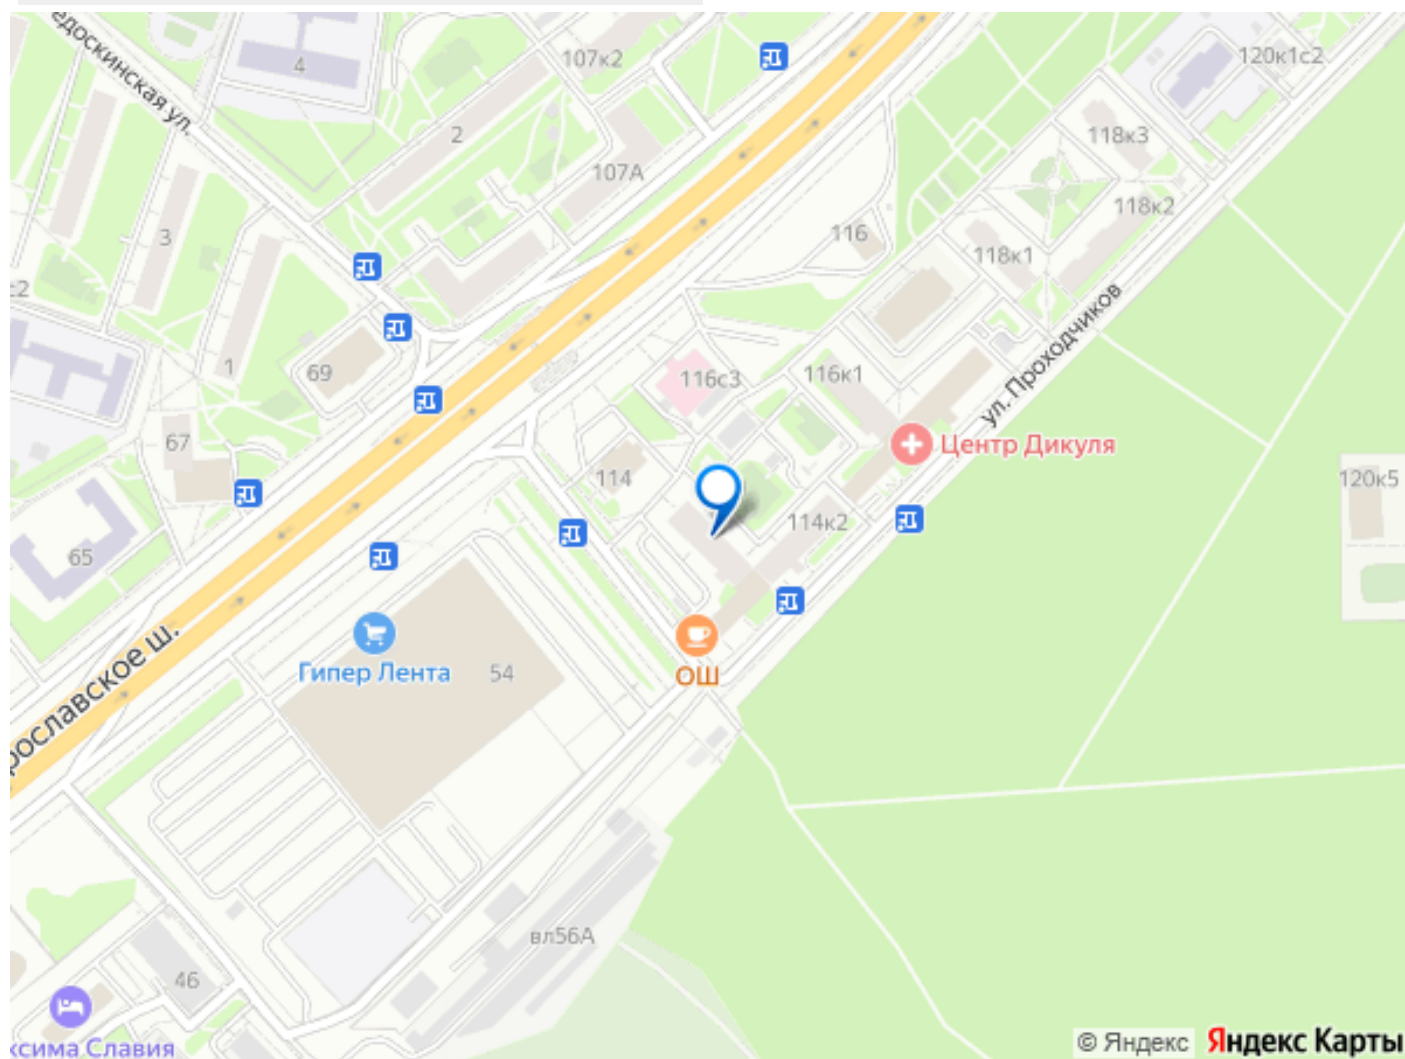 едоскинская ул.
4
107к2
120к1с2
2
118к3
107А
118к2
3
116
118к1
с2
ул. Проходчиков
1
69
116с3
116к1
67
Центр Дикуля
114
120к5
114к2
65
Гипер Лента
54
ОШ
рославское ш.
вл56А
46
ксима Славия
© Яндекс
Яндекс Карты